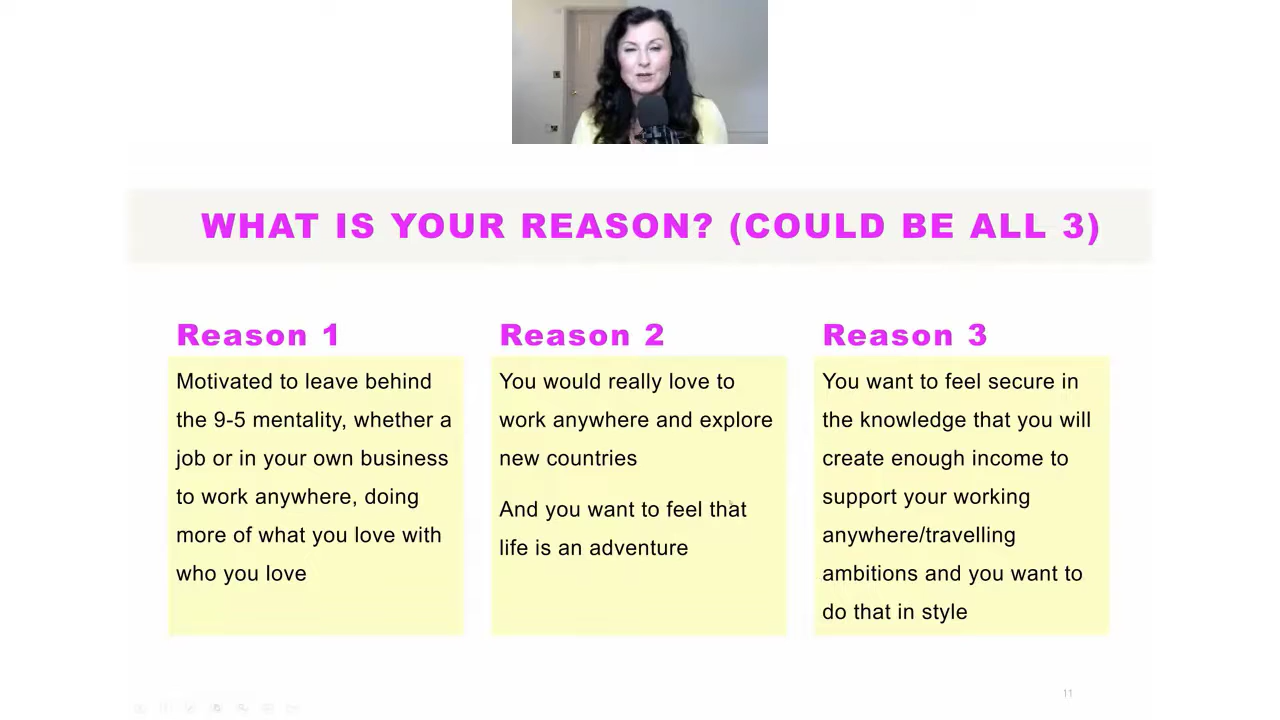 WHAT IS YOUR REASON? (COULD BE ALL 3)
Reason 1
Motivated to leave behind
the 9-5 mentality, whether a
job or in your own business
to work anywhere, doing
more of what you love with
who you love
Reason 2
You would really love to
work anywhere and explore
new countries
And you want to feel that
life is an adventure
Reason 3
You want to feel secure in
the knowledge that you will
create enough income to
support your working
anywhere/travelling
ambitions and you want to
do that in style
11